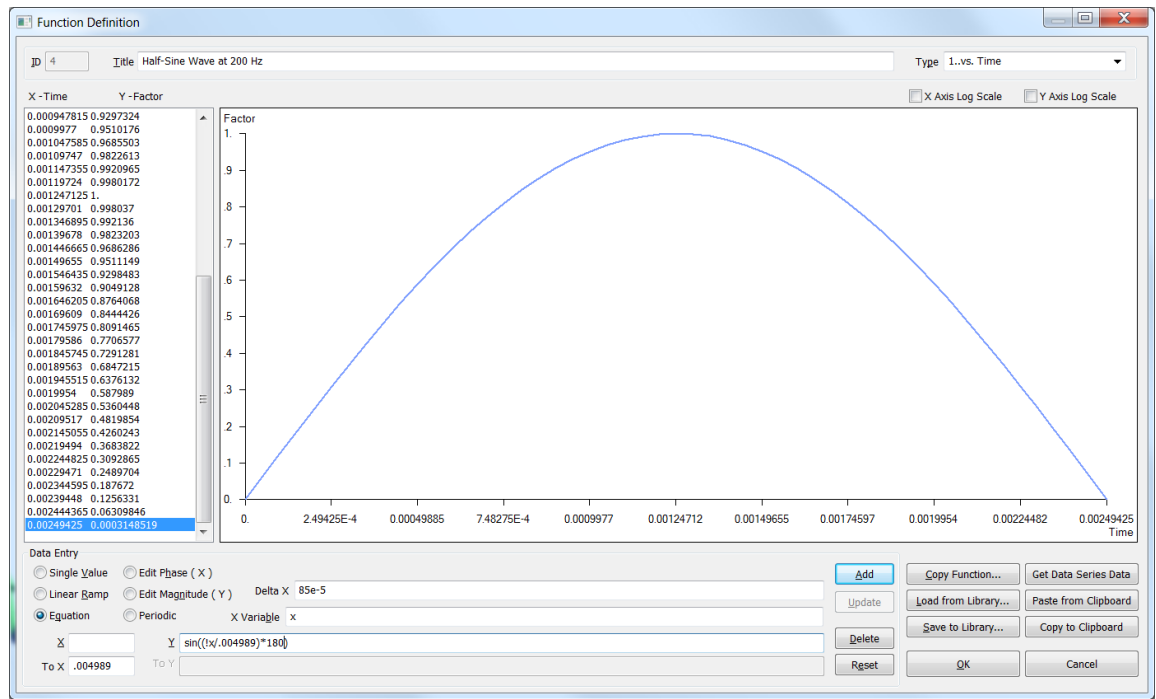 Function Definition
ID 4 Title Half-Sine Wave at 200 Hz Type 1..vs. Time
X -Time Y -Factor X Axis Log Scale Y Axis Log Scale
0.000947815 0.9297324
0.0009977 0.9510176
0.001047585 0.9685503
0.00109747 0.9822613
0.001147355 0.9920965
0.00119724 0.9980172
0.001247125 1.
0.00129701 0.998037
0.001346895 0.992136
0.00139678 0.9823203
0.001446665 0.9686286
0.00149655 0.9511149
0.001546435 0.9298483
0.00159632 0.9049128
0.001646205 0.8764068
0.00169609 0.8444426
0.001745975 0.8091465
0.00179586 0.7706577
0.001845745 0.7291281
0.00189563 0.6847215
0.001945515 0.6376132
0.0019954 0.587989
0.002045285 0.5360448
0.00209517 0.4819854
0.002145055 0.4260243
0.00219494 0.3683822
0.002244825 0.3092865
0.00229471 0.2489704
0.002344595 0.187672
0.00239448 0.1256331
0.002444365 0.06309846
0.00249425 0.0003148519
Factor
1.
.9
.8
.7
.6
.5
.4
.3
.2
.1
0.
0. 2.49425E-4 0.00049885 7.48275E-4 0.0009977 0.00124712 0.00149655 0.00174597 0.0019954 0.00224482 0.00249425
Time
Data Entry
Single Value Edit Phase ( X )
Linear Ramp Edit Magnitude ( Y ) Delta X 85e-5
Equation Periodic X Variable x
X Y sin((!x/.004989)*180)
To X .004989 To Y
Add Copy Function... Get Data Series Data
Update Load from Library... Paste from Clipboard
Delete Save to Library... Copy to Clipboard
Reset OK Cancel